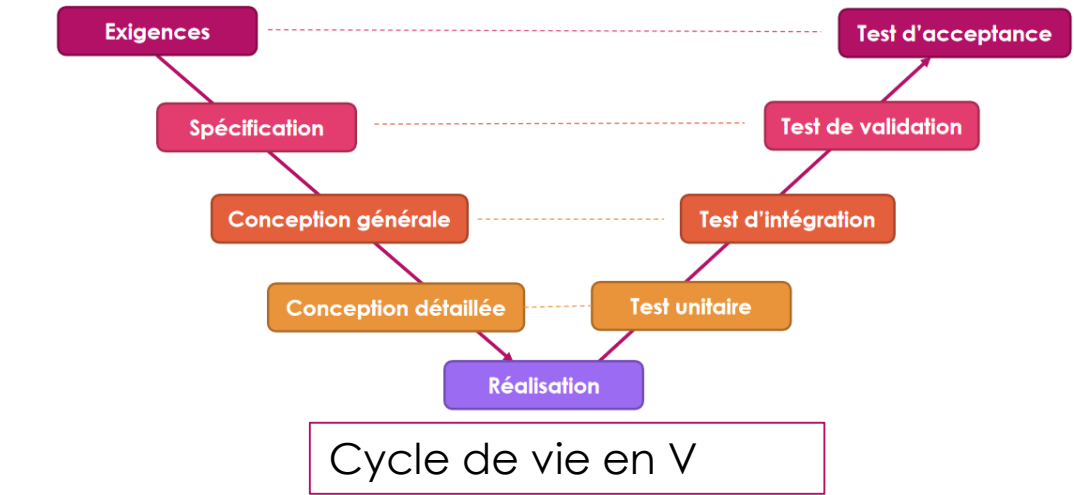 Exigences
Test d'acceptance
Spécification
Test de validation
Conception générale
Test d'intégration
Conception détaillée
Test unitaire
Réalisation
Cycle de vie en V